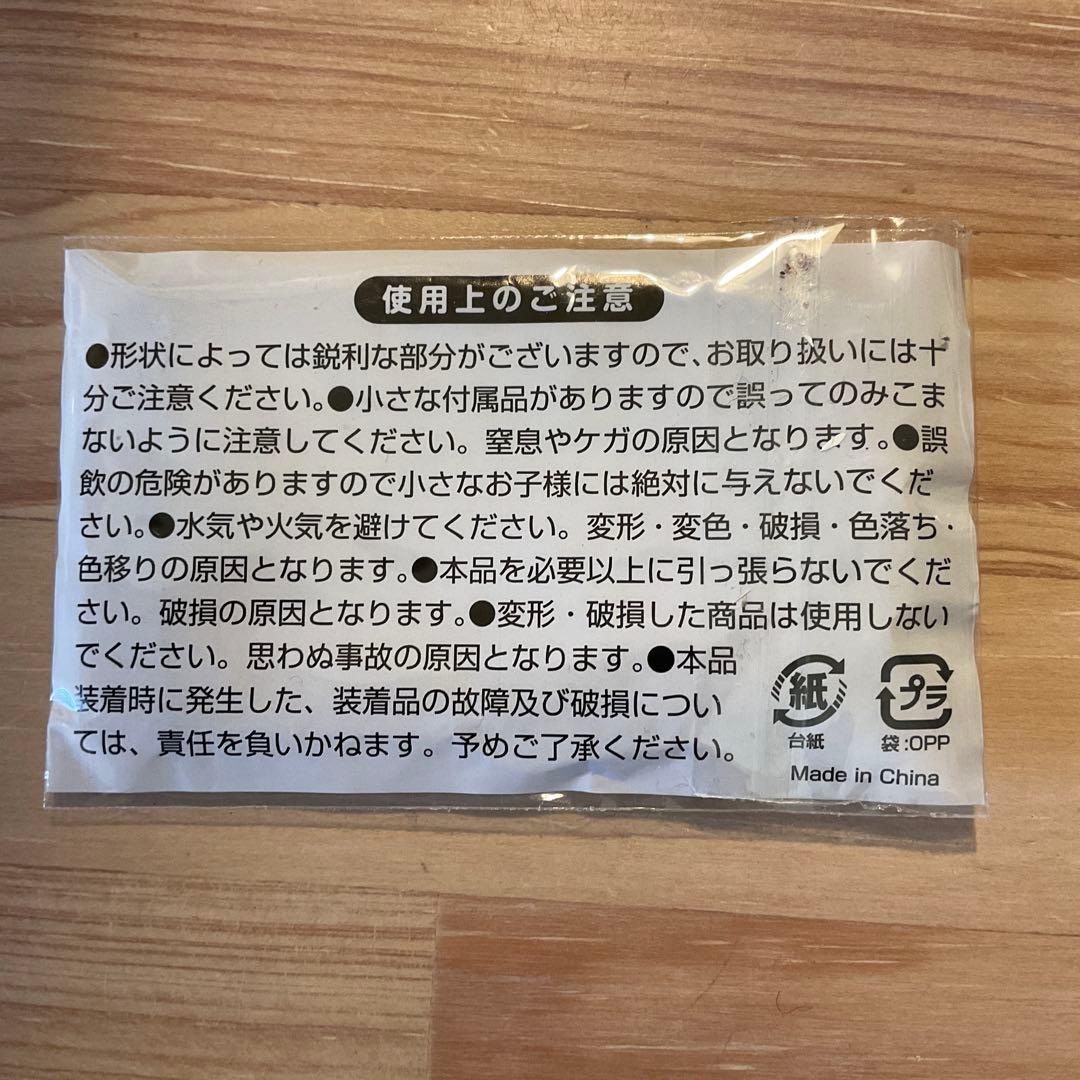 使用上のご注意
●形状によっては鋭利な部分がございますので、お取り扱いには十
分ご注意ください。●小さな付属品がありますので誤ってのみこま
ないように注意してください。窒息やケガの原因となります。●誤
飲の危険がありますので小さなお子様には絶対に与えないでくだ
さい。●水気や火気を避けてください。変形・変色・破損・色落ち・
色移りの原因となります。●本品を必要以上に引っ張らないでくだ
さい。破損の原因となります。●変形・破損した商品は使用しない
でください。思わぬ事故の原因となります。●本品
装着時に発生した、装着品の故障及び破損につい
ては、責任を負いかねます。予めご了承ください。
紙
台紙
プラ
袋:OPP
Made in China